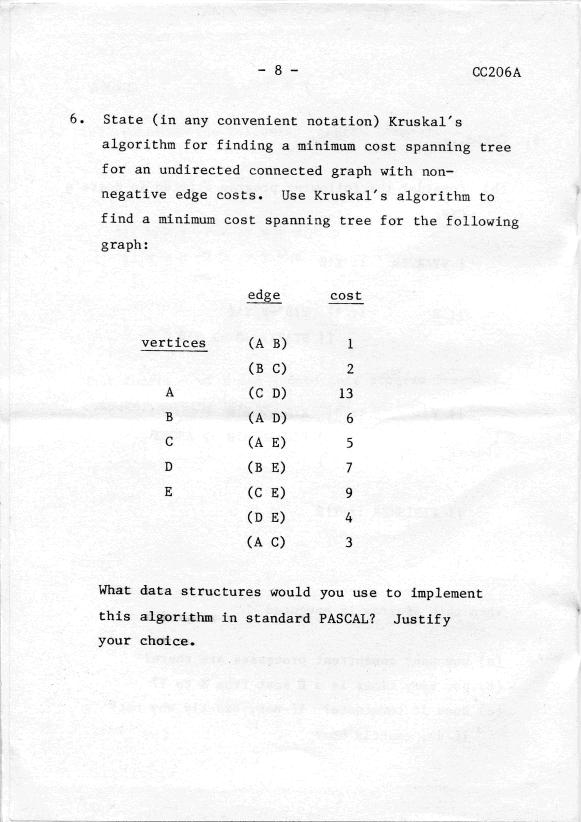 - 8 -
CC206A
6. State (in any convenient notation) Kruskal's
algorithm for finding a minimum cost spanning tree
for an undirected connected graph with non-
negative edge costs. Use Kruskal's algorithm to
find a minimum cost spanning tree for the following
graph:
edge cost
vertices (A B) 1
(B C) 2
A (C D) 13
B (A D) 6
C (A E) 5
D (B E) 7
E (C E) 9
(D E) 4
(A C) 3
What data structures would you use to implement
this algorithm in standard PASCAL? Justify
your choice.